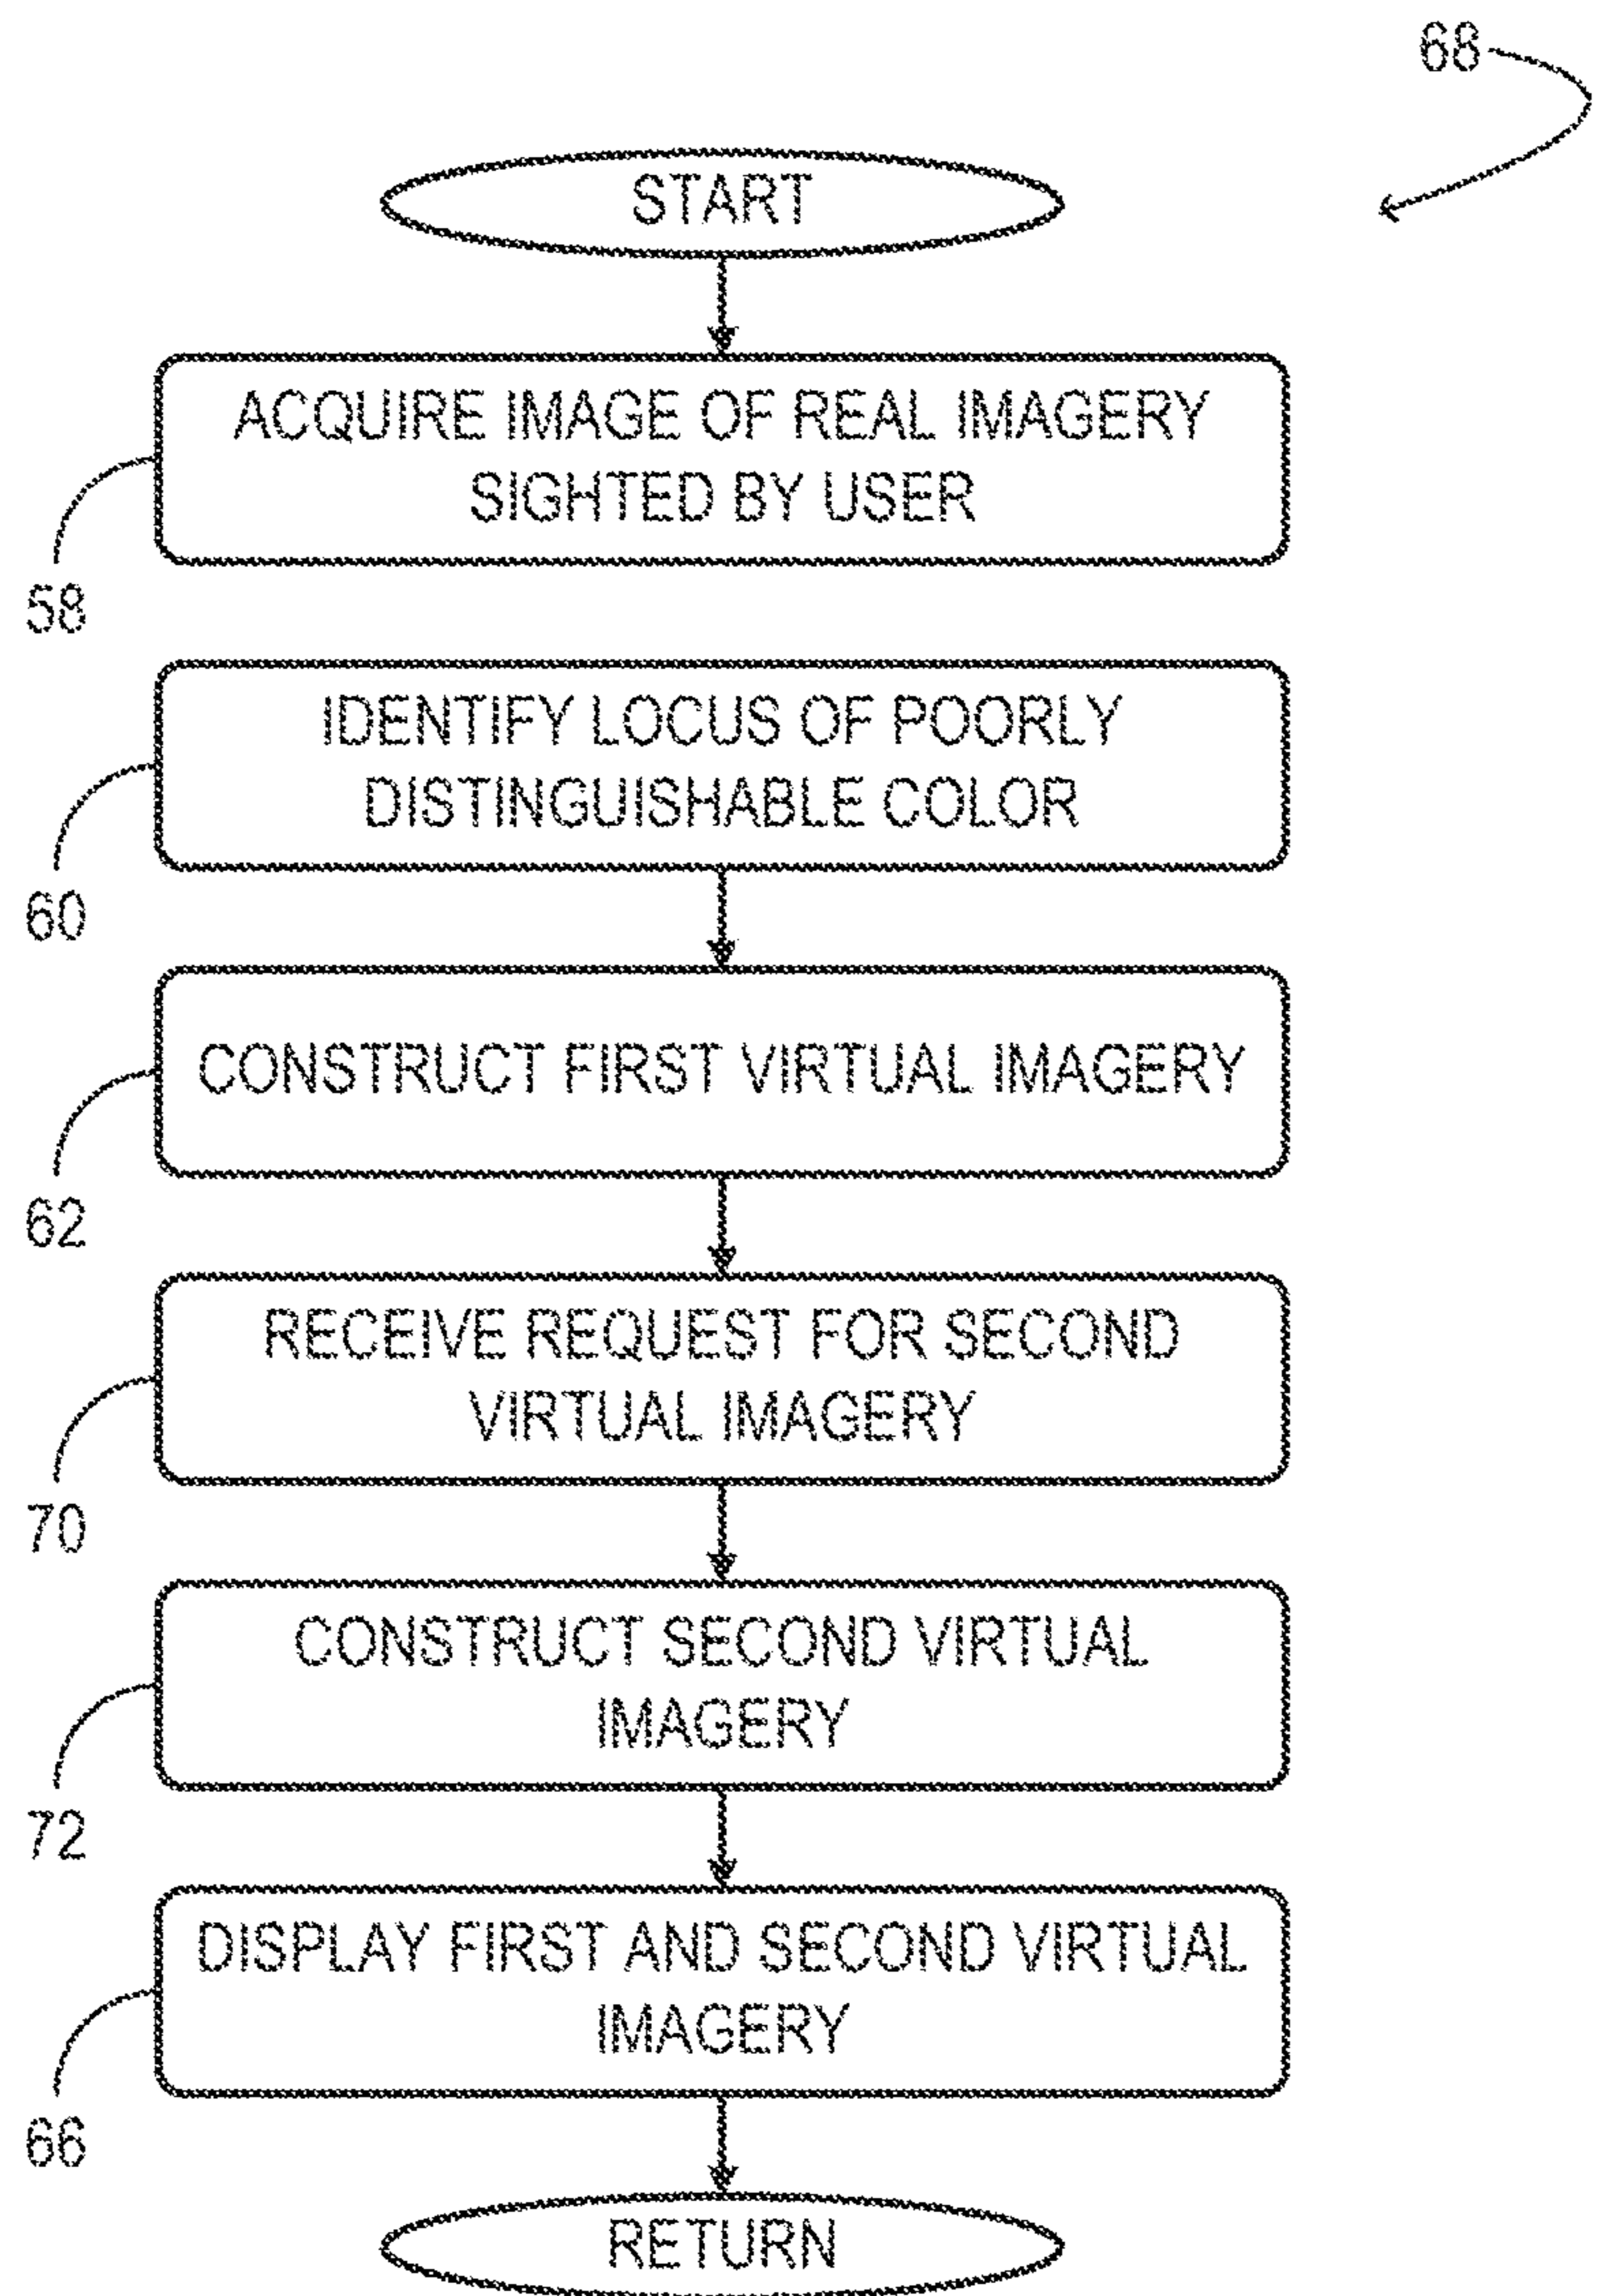 68
START
ACQUIRE IMAGE OF REAL IMAGERY
SIGHTED BY USER
58
IDENTIFY LOCUS OF POORLY
DISTINGUISHABLE COLOR
60
CONSTRUCT FIRST VIRTUAL IMAGERY
62
RECEIVE REQUEST FOR SECOND
VIRTUAL IMAGERY
70
CONSTRUCT SECOND VIRTUAL
IMAGERY
72
DISPLAY FIRST AND SECOND VIRTUAL
IMAGERY
66
RETURN